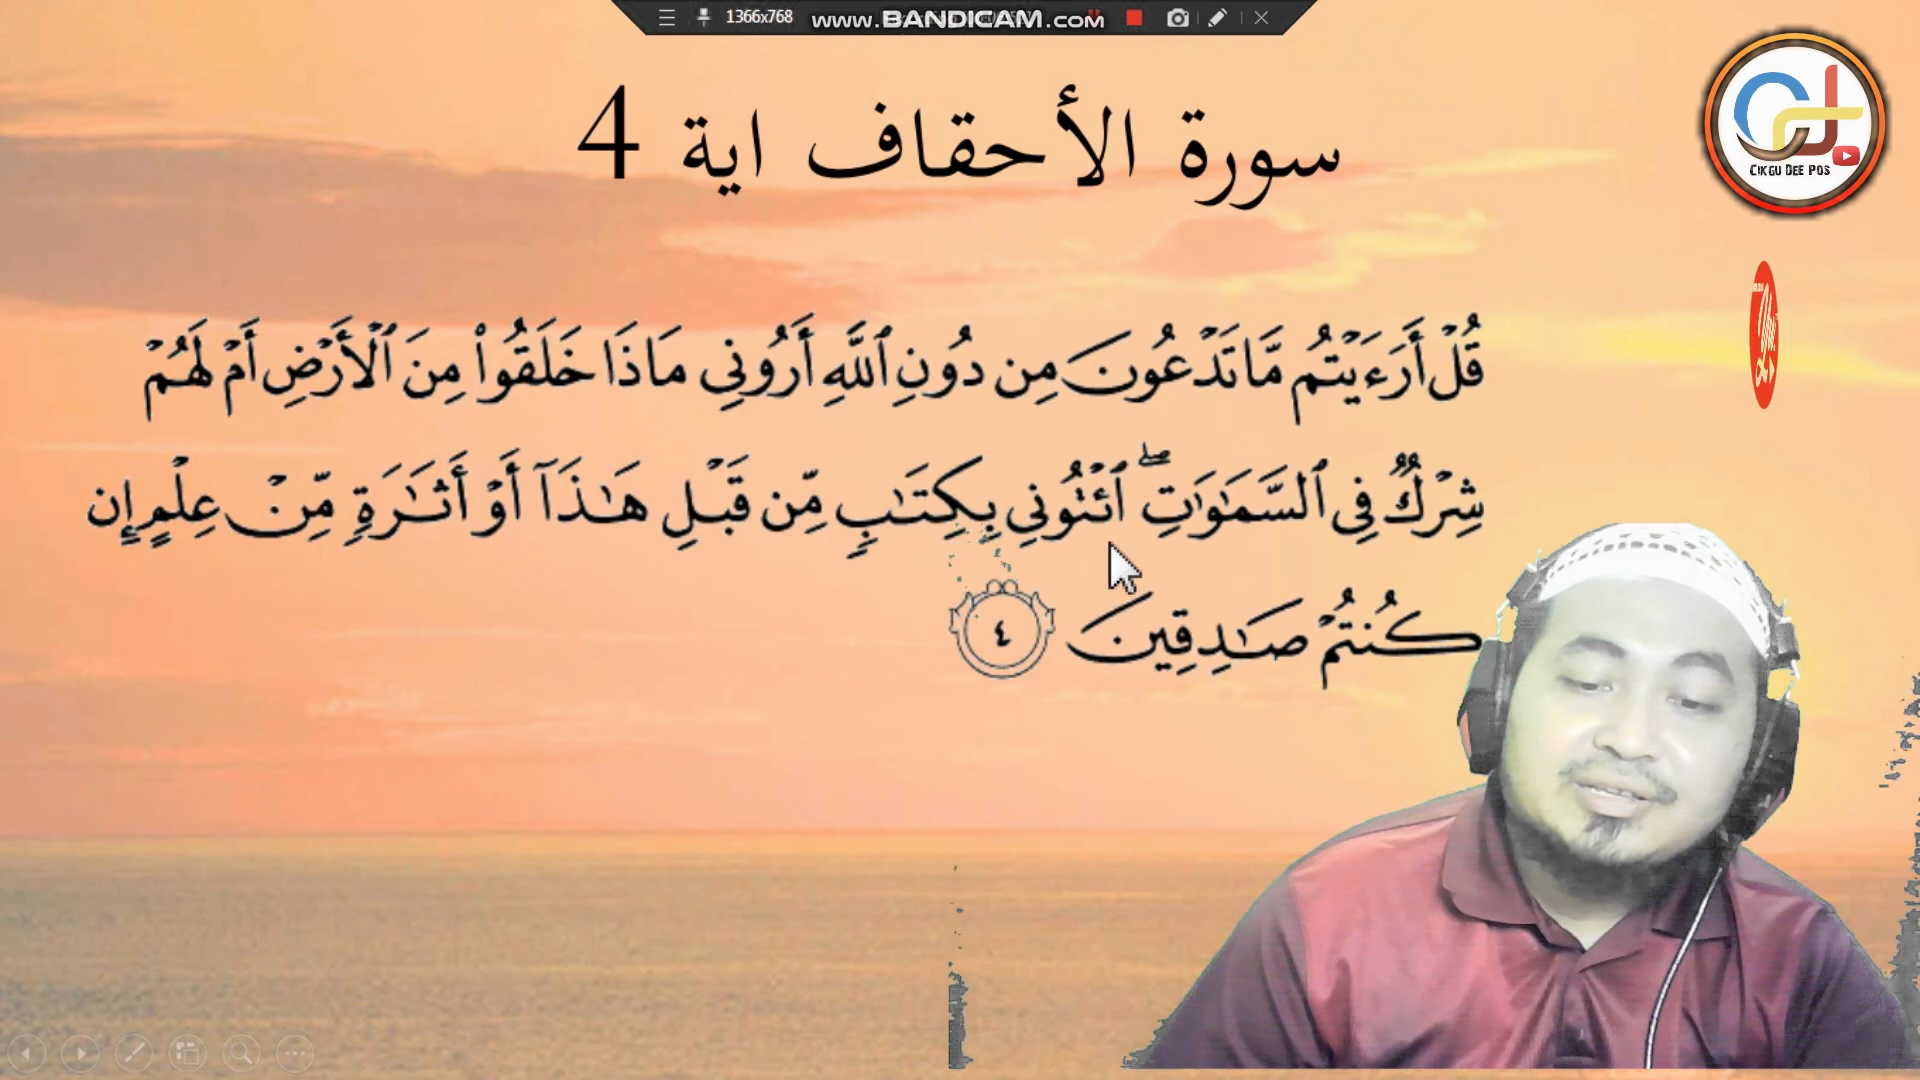 1366x768 www.BANDICAM.com
سورة الأحقاف اية 4
CIKGU DEE POS
قُلْ أَرَءَيْتُم مَّا تَدْعُونَ مِن دُونِ ٱللَّهِ أَرُونِي مَاذَا خَلَقُواْ مِنَ ٱلْأَرْضِ أَمْ لَهُمْ
شِرْكٌ فِي ٱلسَّمَٰوَٰتِۖ ٱئْتُونِي بِكِتَٰبٍ مِّن قَبْلِ هَٰذَآ أَوْ أَثَٰرَةٍ مِّنْ عِلْمٍ إِن
كُنتُمْ صَٰدِقِينَ ٤